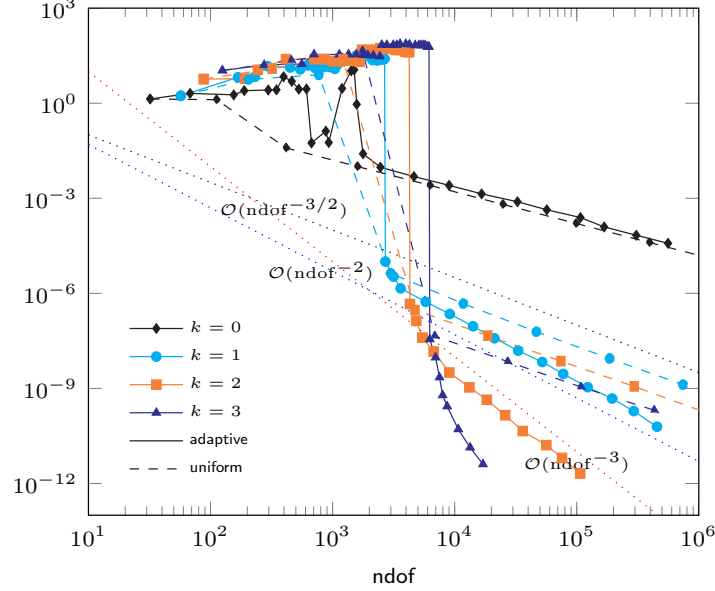 10^3
10^0
10^−3
O(ndof^−3/2)
O(ndof^−2)
10^−6
k = 0
k = 1
10^−9
k = 2
k = 3
adaptive
uniform
O(ndof^−3)
10^−12
10^1 10^2 10^3 10^4 10^5 10^6
ndof